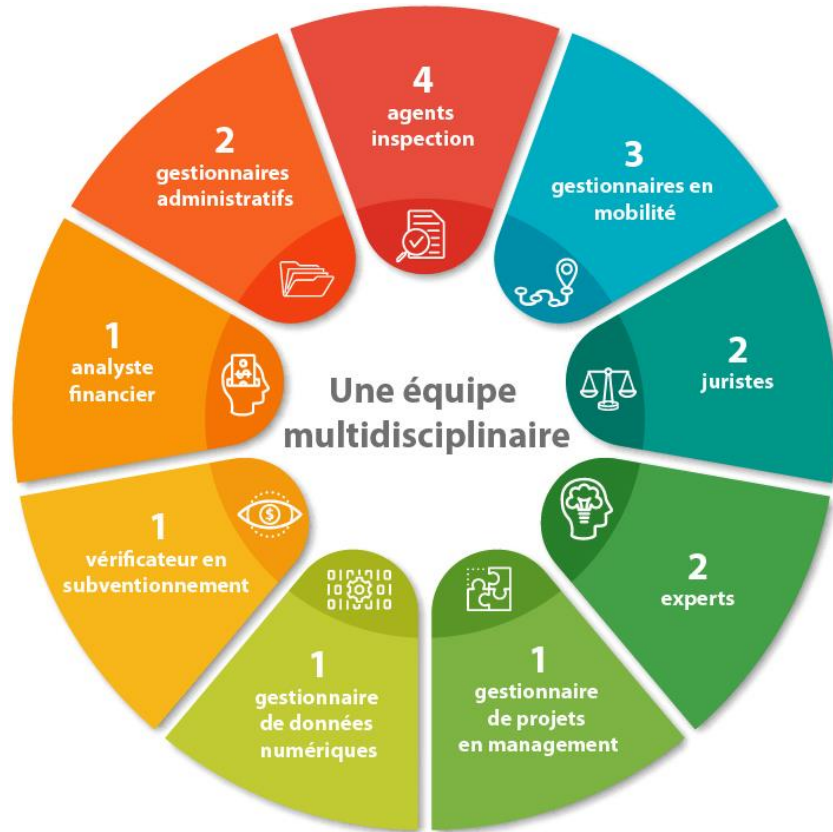 4
agents
inspection
3
gestionnaires en
mobilité
2
juristes
2
experts
1
gestionnaire
de projets
en management
1
gestionnaire
de données
numériques
1
vérificateur en
subventionnement
1
analyste
financier
2
gestionnaires
administratifs
Une équipe
multidisciplinaire